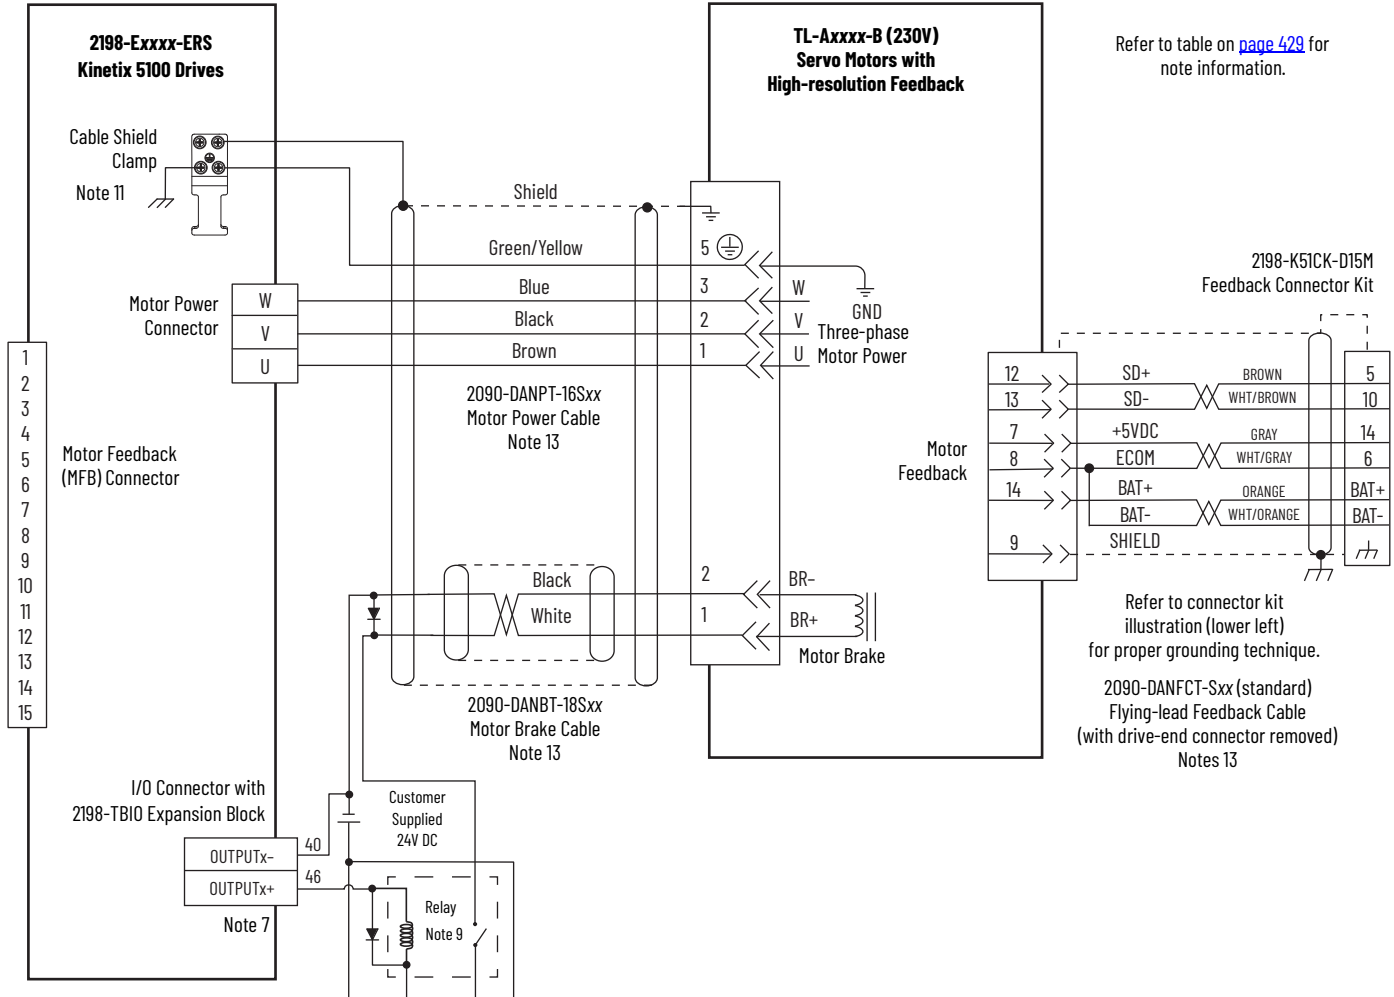 2198-Exxxx-ERS
Kinetix 5100 Drives
TL-Axxxx-B (230V)
Servo Motors with
High-resolution Feedback
Refer to table on page 429 for
note information.
Cable Shield
Clamp
Note 11
Shield
Green/Yellow
5
Blue
3
W
Black
2
V
Brown
1
U
GND
Three-phase
Motor Power
Motor Power
Connector
W
V
U
2090-DANPT-16Sxx
Motor Power Cable
Note 13
1
2
3
4
5
6
7
8
9
10
11
12
13
14
15
Motor Feedback
(MFB) Connector
2198-K51CK-D15M
Feedback Connector Kit
Motor
Feedback
12 SD+ BROWN 5
13 SD- WHT/BROWN 10
7 +5VDC GRAY 14
8 ECOM WHT/GRAY 6
14 BAT+ ORANGE BAT+
BAT- WHT/ORANGE BAT-
9 SHIELD
Black
2
BR-
White
1
BR+
Motor Brake
2090-DANBT-18Sxx
Motor Brake Cable
Note 13
Refer to connector kit
illustration (lower left)
for proper grounding technique.
2090-DANFCT-Sxx (standard)
Flying-lead Feedback Cable
(with drive-end connector removed)
Notes 13
I/O Connector with
2198-TBIO Expansion Block
OUTPUTx- 40
OUTPUTx+ 46
Note 7
Customer
Supplied
24V DC
Relay
Note 9